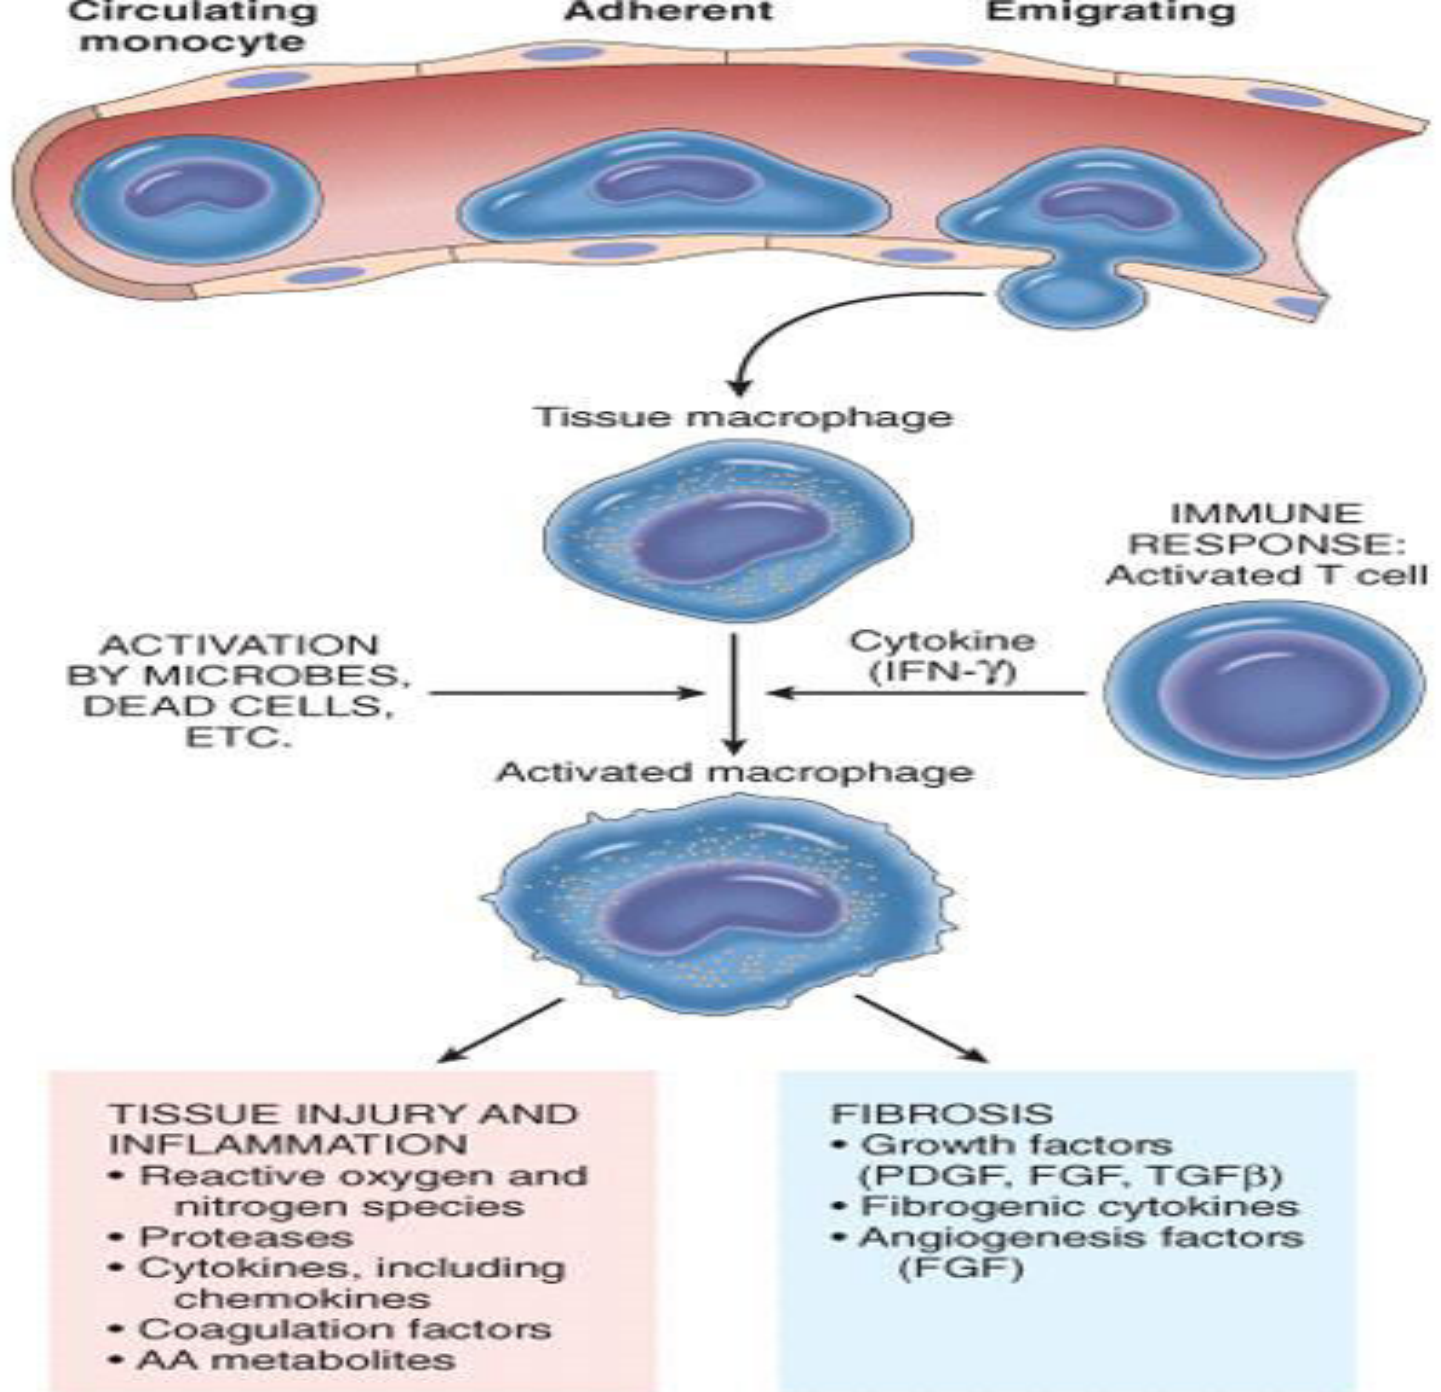 Circulating
monocyte
Adherent
Emigrating
Tissue macrophage
IMMUNE
RESPONSE:
Activated T cell
ACTIVATION
BY MICROBES,
DEAD CELLS,
ETC.
Cytokine
(IFN-γ)
Activated macrophage
TISSUE INJURY AND
INFLAMMATION
• Reactive oxygen and
nitrogen species
• Proteases
• Cytokines, including
chemokines
• Coagulation factors
• AA metabolites
FIBROSIS
• Growth factors
(PDGF, FGF, TGFβ)
• Fibrogenic cytokines
• Angiogenesis factors
(FGF)